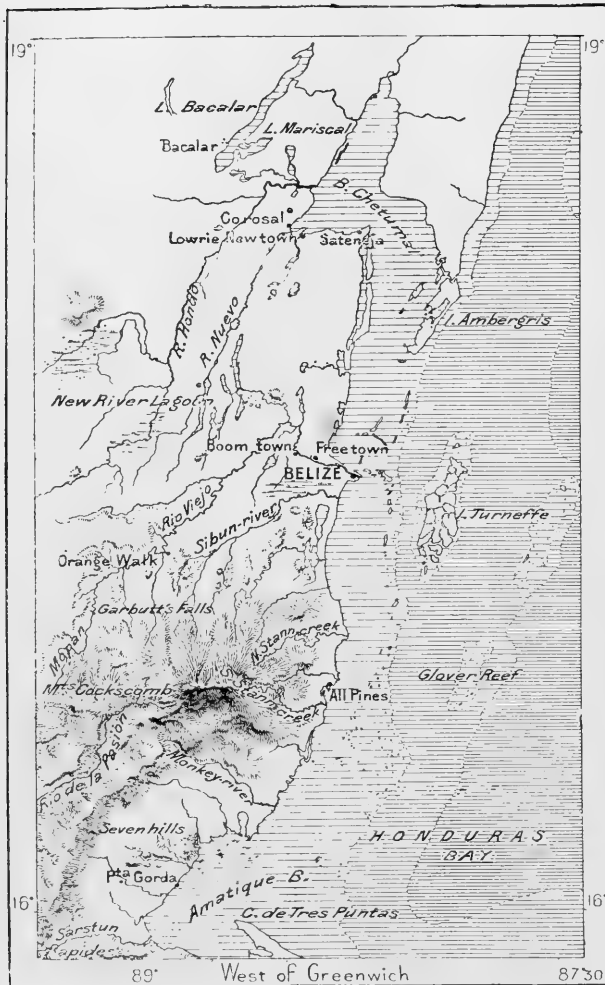 19°
19°
L. Bacalar
L. Mariscal
Bacalar
B. Chetumal
Corosal
Lowrie Newtown
Sateneja
R. Hondo
R. Nuevo
I. Ambergris
New River Lagoon
Boom town
Freetown
BELIZE
Rio Viejo
Sibun-river
I. Turneffe
Orange Walk
Garbutt's Falls
Mopan
N. Stann creek
Mt Cockscomb
S. Stann creek
All Pines
Glover Reef
Rio de la Pasion
Monkey-river
Seven hills
HONDURAS
BAY
Pta Gorda
Amatique B.
C. de Tres Puntas
16°
16°
Sarstun
Rapids
89°
West of Greenwich
87°30